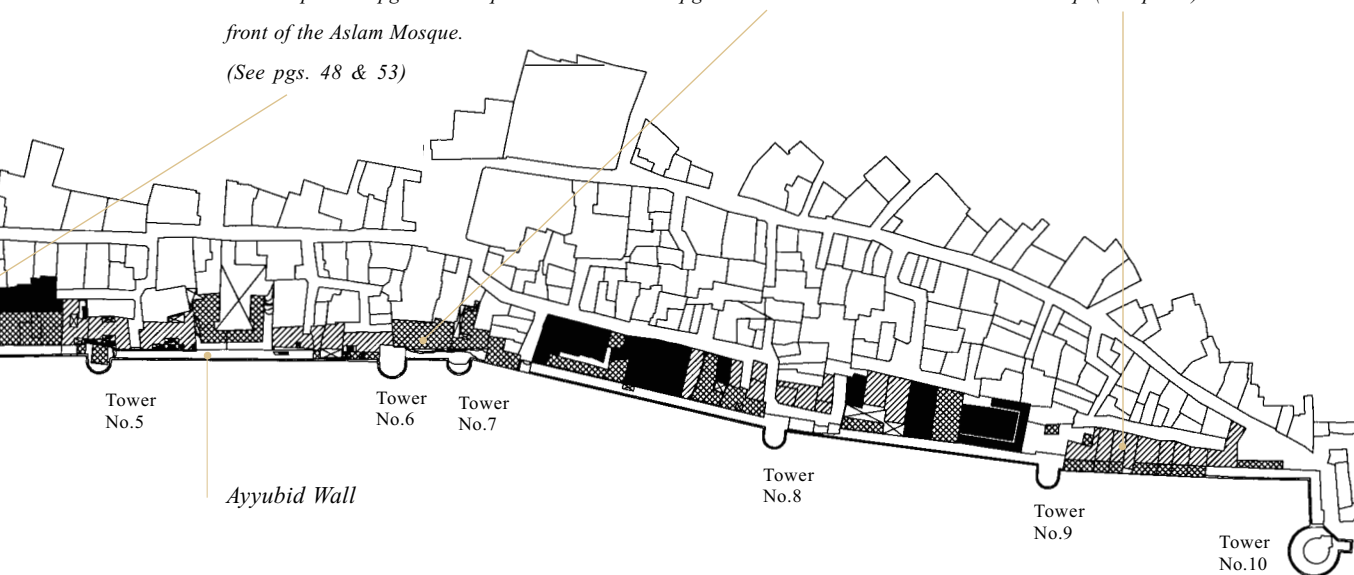 front of the Aslam Mosque.
(See pgs. 48 & 53)
Tower
No.5
Tower
No.6
Tower
No.7
Ayyubid Wall
Tower
No.8
Tower
No.9
Tower
No.10